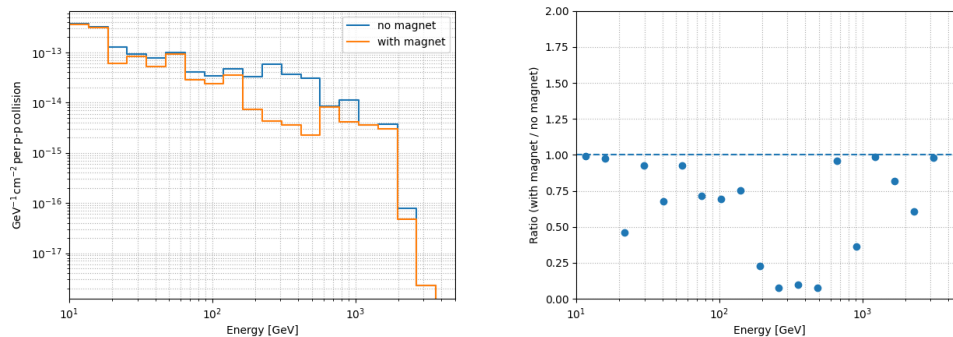 no magnet
with magnet
10⁻¹³
10⁻¹⁴
10⁻¹⁵
10⁻¹⁶
10⁻¹⁷
GeV⁻¹ cm⁻² per p-p collision
10¹ 10² 10³
Energy [GeV]
2.00
1.75
1.50
1.25
1.00
0.75
0.50
0.25
0.00
Ratio (with magnet / no magnet)
10¹ 10² 10³
Energy [GeV]